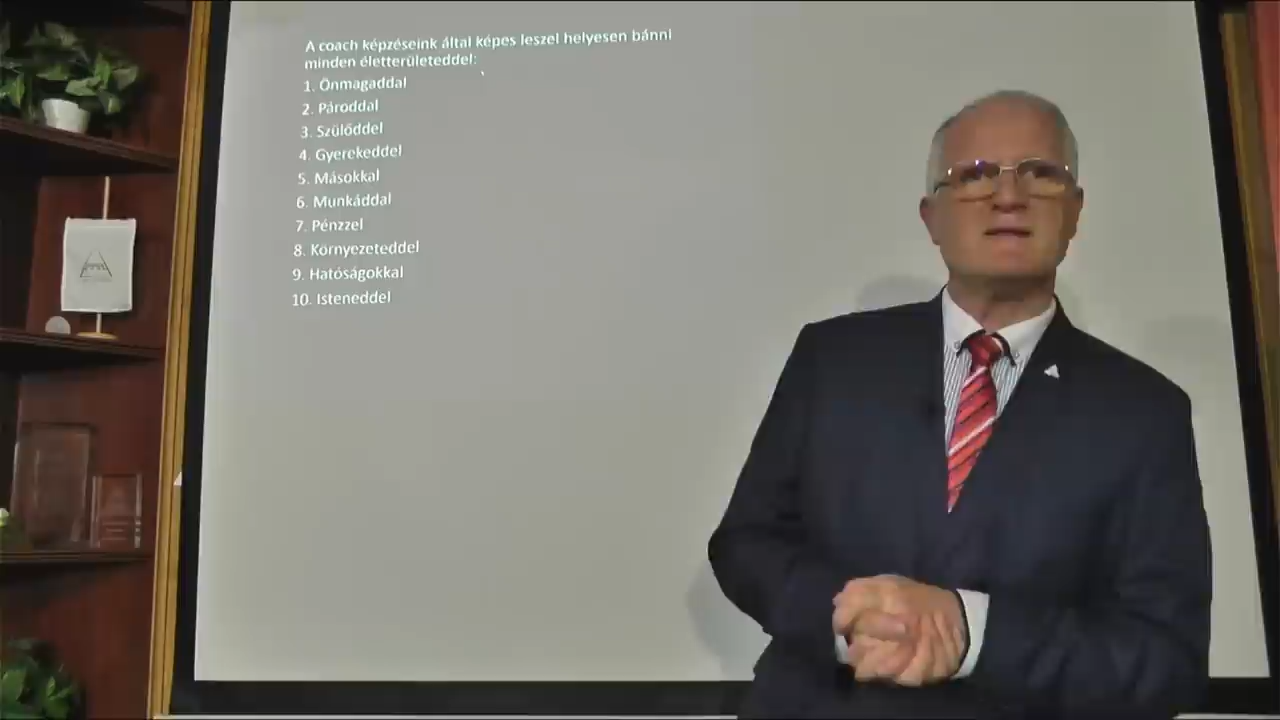 A coach képzéseink által képes leszel helyesen bánni
minden életterületeddel:
1. Önmagaddal
2. Pároddal
3. Szülőddel
4. Gyerekeddel
5. Másokkal
6. Munkáddal
7. Pénzzel
8. Környezeteddel
9. Hatóságokkal
10. Isteneddel